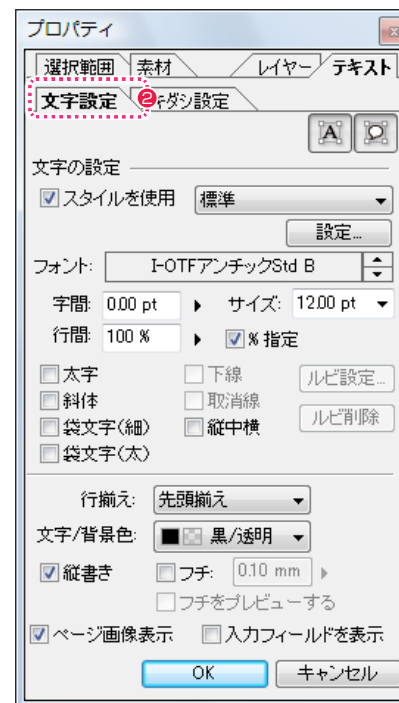 プロパティ
選択範囲 素材 レイヤー テキスト
文字設定 2 キダシ設定
A
文字の設定
スタイルを使用 標準
設定...
フォント: I-OTFアンチックStd B
字間: 0.00 pt サイズ: 12.00 pt
行間: 100 % % 指定
太字 下線 ルビ設定...
斜体 取消線
袋文字(細) 縦中横 ルビ削除
袋文字(太)
行揃え: 先頭揃え
文字/背景色: 黒/透明
縦書き フチ: 0.10 mm
フチをプレビューする
ページ画像表示 入力フィールドを表示
OK キャンセル